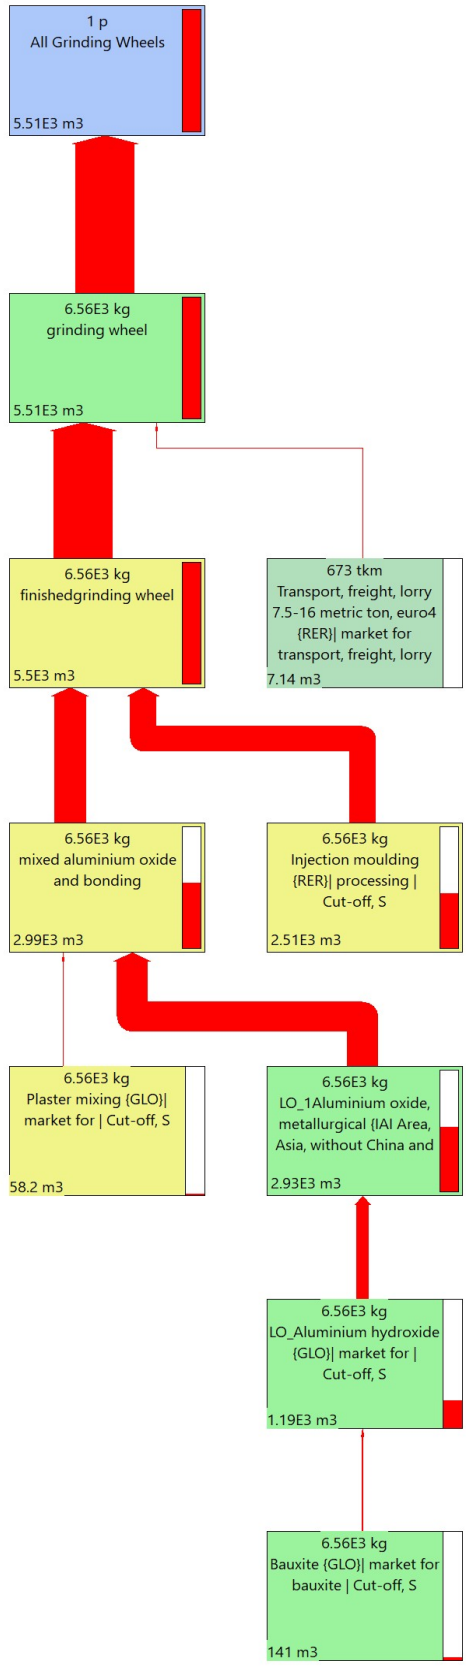 1 p
All Grinding Wheels
5.51E3 m3
6.56E3 kg
grinding wheel
5.51E3 m3
6.56E3 kg
finishedgrinding wheel
5.5E3 m3
673 tkm
Transport, freight, lorry
7.5-16 metric ton, euro4
{RER}| market for
transport, freight, lorry
7.14 m3
6.56E3 kg
mixed aluminium oxide
and bonding
2.99E3 m3
6.56E3 kg
Injection moulding
{RER}| processing |
Cut-off, S
2.51E3 m3
6.56E3 kg
Plaster mixing {GLO}|
market for | Cut-off, S
58.2 m3
6.56E3 kg
LO_1Aluminium oxide,
metallurgical {IAI Area,
Asia, without China and
2.93E3 m3
6.56E3 kg
LO_Aluminium hydroxide
{GLO}| market for |
Cut-off, S
1.19E3 m3
6.56E3 kg
Bauxite {GLO}| market for
bauxite | Cut-off, S
141 m3